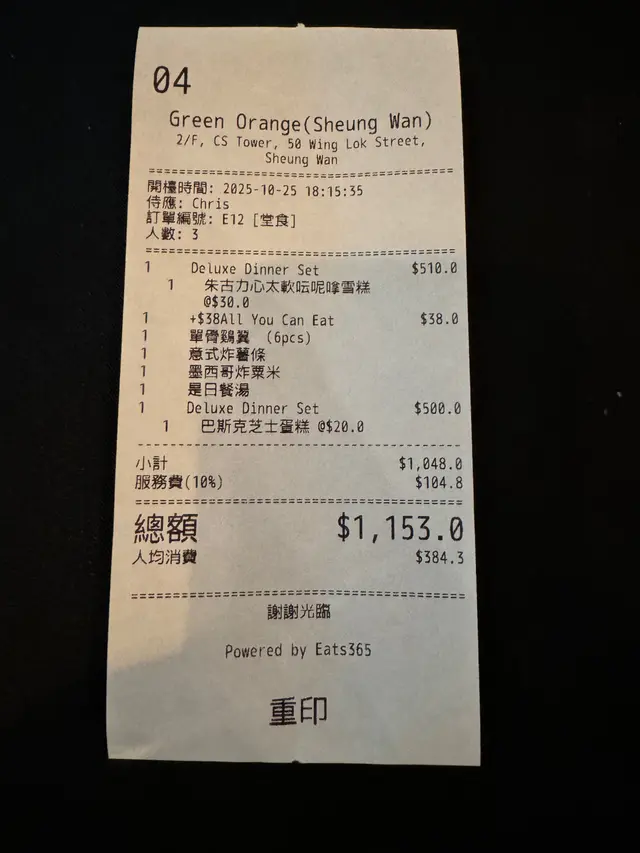 04
Green Orange(Sheung Wan)
2/F, CS Tower, 50 Wing Lok Street,
Sheung Wan
開檯時間: 2025-10-25 18:15:35
侍應: Chris
訂單編號: E12 [堂食]
人數: 3
1 Deluxe Dinner Set $510.0
1 朱古力心太軟呍呢嗱雪糕
@$30.0
1 +$38All You Can Eat $38.0
1 單骨鷄翼 (6pcs)
1 意式炸薯條
1 墨西哥炸粟米
1 是日餐湯
1 Deluxe Dinner Set $500.0
1 巴斯克芝士蛋糕 @$20.0
小計 $1,048.0
服務費(10%) $104.8
總額 $1,153.0
人均消費 $384.3
謝謝光臨
Powered by Eats365
重印